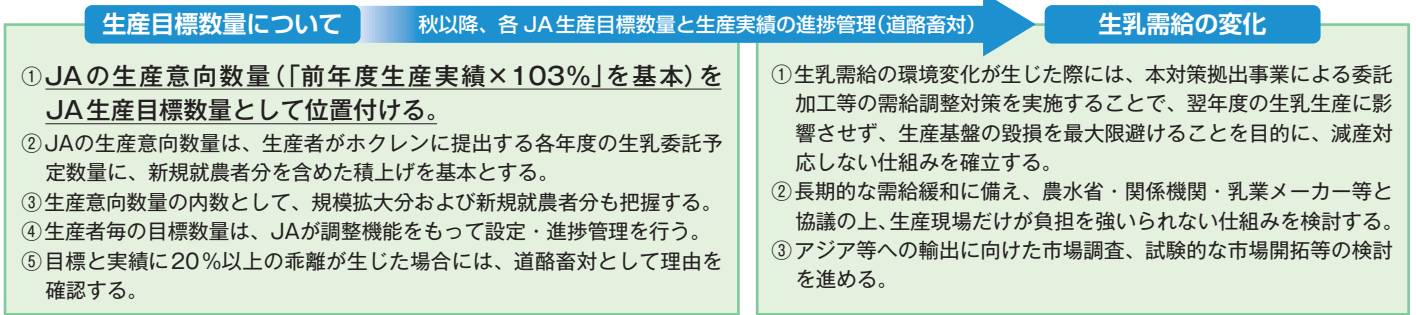 生産目標数量について
秋以降、各JA生産目標数量と生産実績の進捗管理(道酪畜対)
生乳需給の変化
①JAの生産意向数量(「前年度生産実績×103%」を基本)を
JA生産目標数量として位置付ける。
②JAの生産意向数量は、生産者がホクレンに提出する各年度の生乳委託予
定数量に、新規就農者分を含めた積上げを基本とする。
③生産意向数量の内数として、規模拡大分および新規就農者分も把握する。
④生産者毎の目標数量は、JAが調整機能をもって設定・進捗管理を行う。
⑤目標と実績に20%以上の乖離が生じた場合には、道酪畜対として理由を
確認する。
①生乳需給の環境変化が生じた際には、本対策拠出事業による委託
加工等の需給調整対策を実施することで、翌年度の生乳生産に影
響させず、生産基盤の毀損を最大限避けることを目的に、減産対
応しない仕組みを確立する。
②長期的な需給緩和に備え、農水省・関係機関・乳業メーカー等と
協議の上、生産現場だけが負担を強いられない仕組みを検討する。
③アジア等への輸出に向けた市場調査、試験的な市場開拓等の検討
を進める。